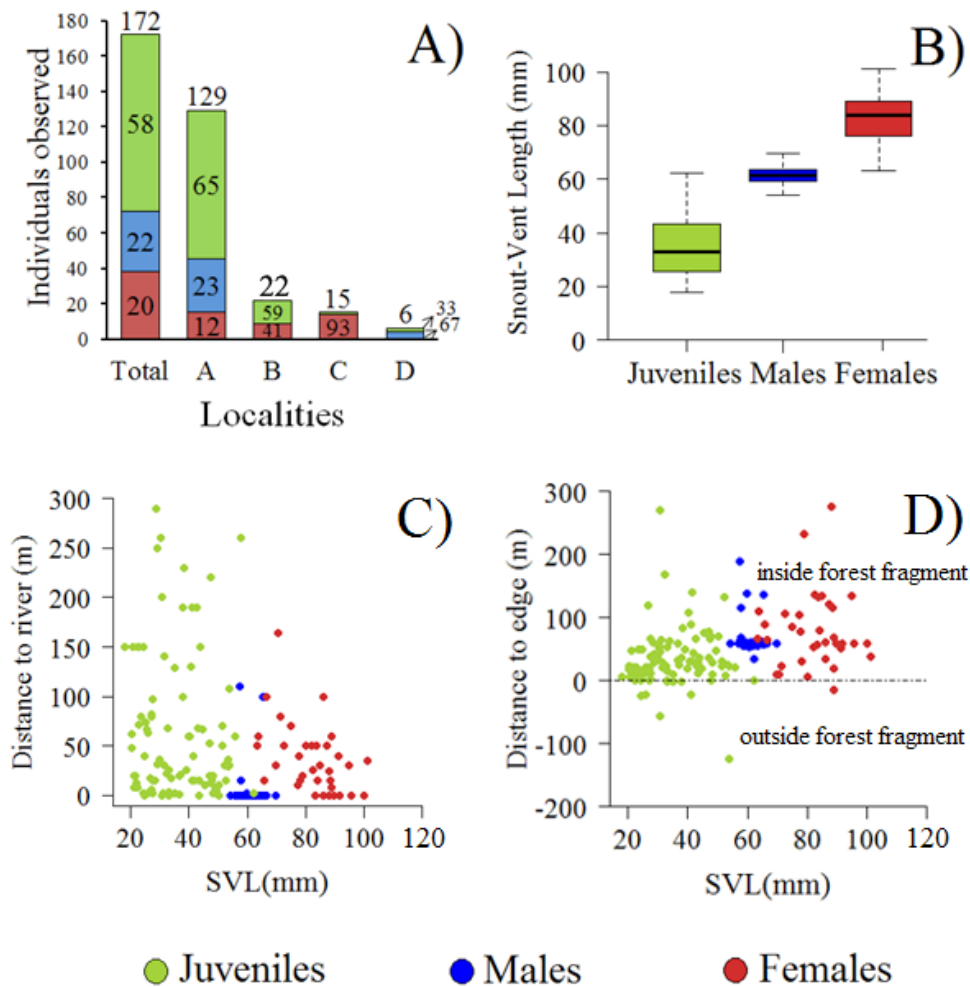 A)
Individuals observed
180
160
140
120
100
80
60
40
20
0
172
58
22
20
129
65
23
12
22
59
41
15
93
6
33
67
Total A B C D
Localities
B)
Snout-Vent Length (mm)
100
80
60
40
20
0
Juveniles Males Females
C)
Distance to river (m)
300
250
200
150
100
50
0
20 40 60 80 100 120
SVL(mm)
D)
Distance to edge (m)
300
200
100
0
-100
-200
inside forest fragment
outside forest fragment
20 40 60 80 100 120
SVL(mm)
Juveniles Males Females